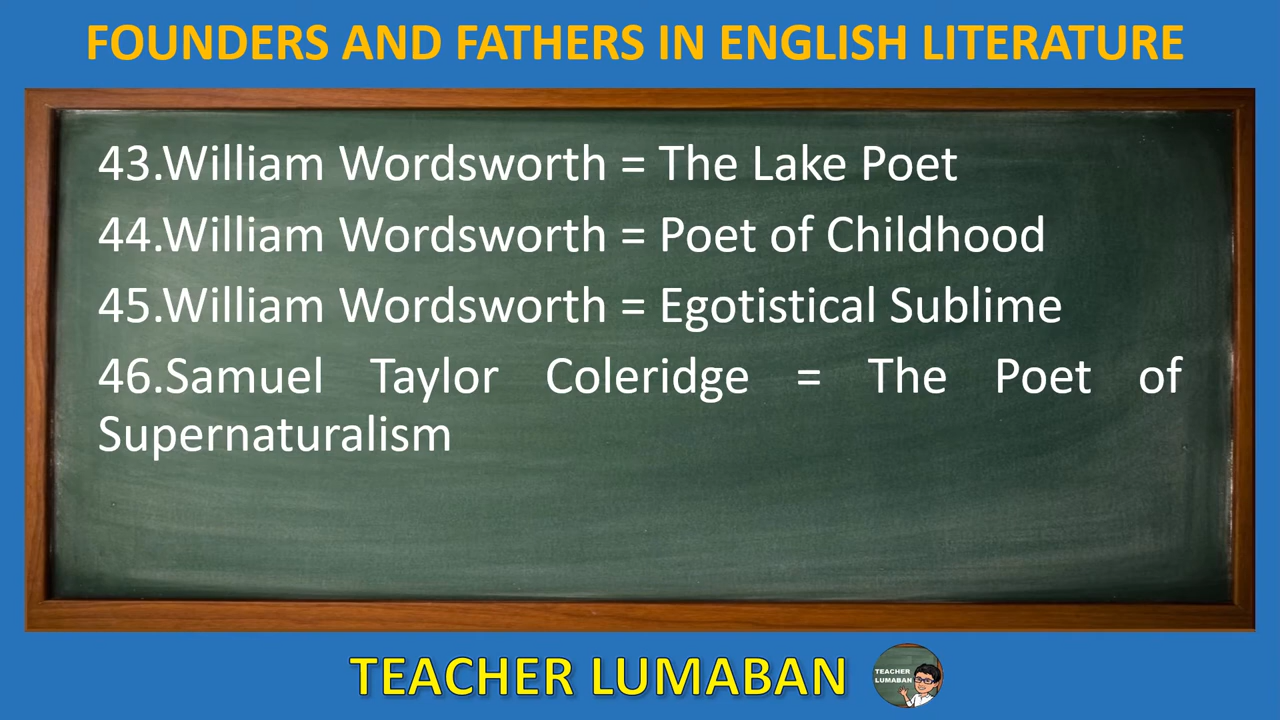 FOUNDERS AND FATHERS IN ENGLISH LITERATURE
43.William Wordsworth = The Lake Poet
44.William Wordsworth = Poet of Childhood
45.William Wordsworth = Egotistical Sublime
46.Samuel Taylor Coleridge = The Poet of
Supernaturalism
TEACHER LUMABAN
TEACHER
LUMABAN